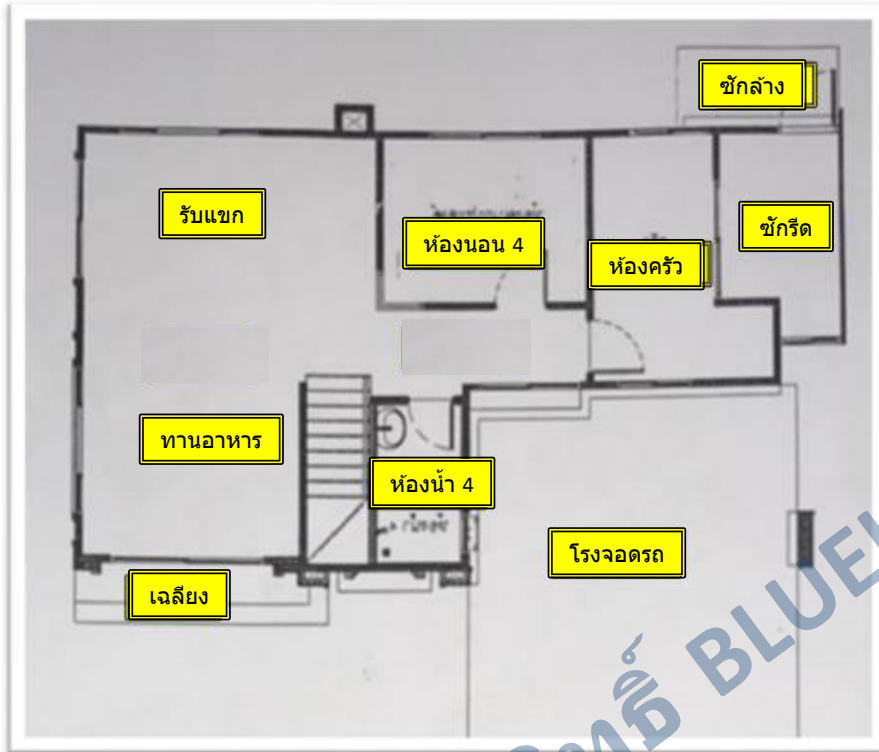 ซักล้าง
รับแขก
ห้องนอน 4
ห้องครัว
ซักรีด
ทานอาหาร
ห้องน้ำ 4
โรงจอดรถ
เฉลียง
BLUE